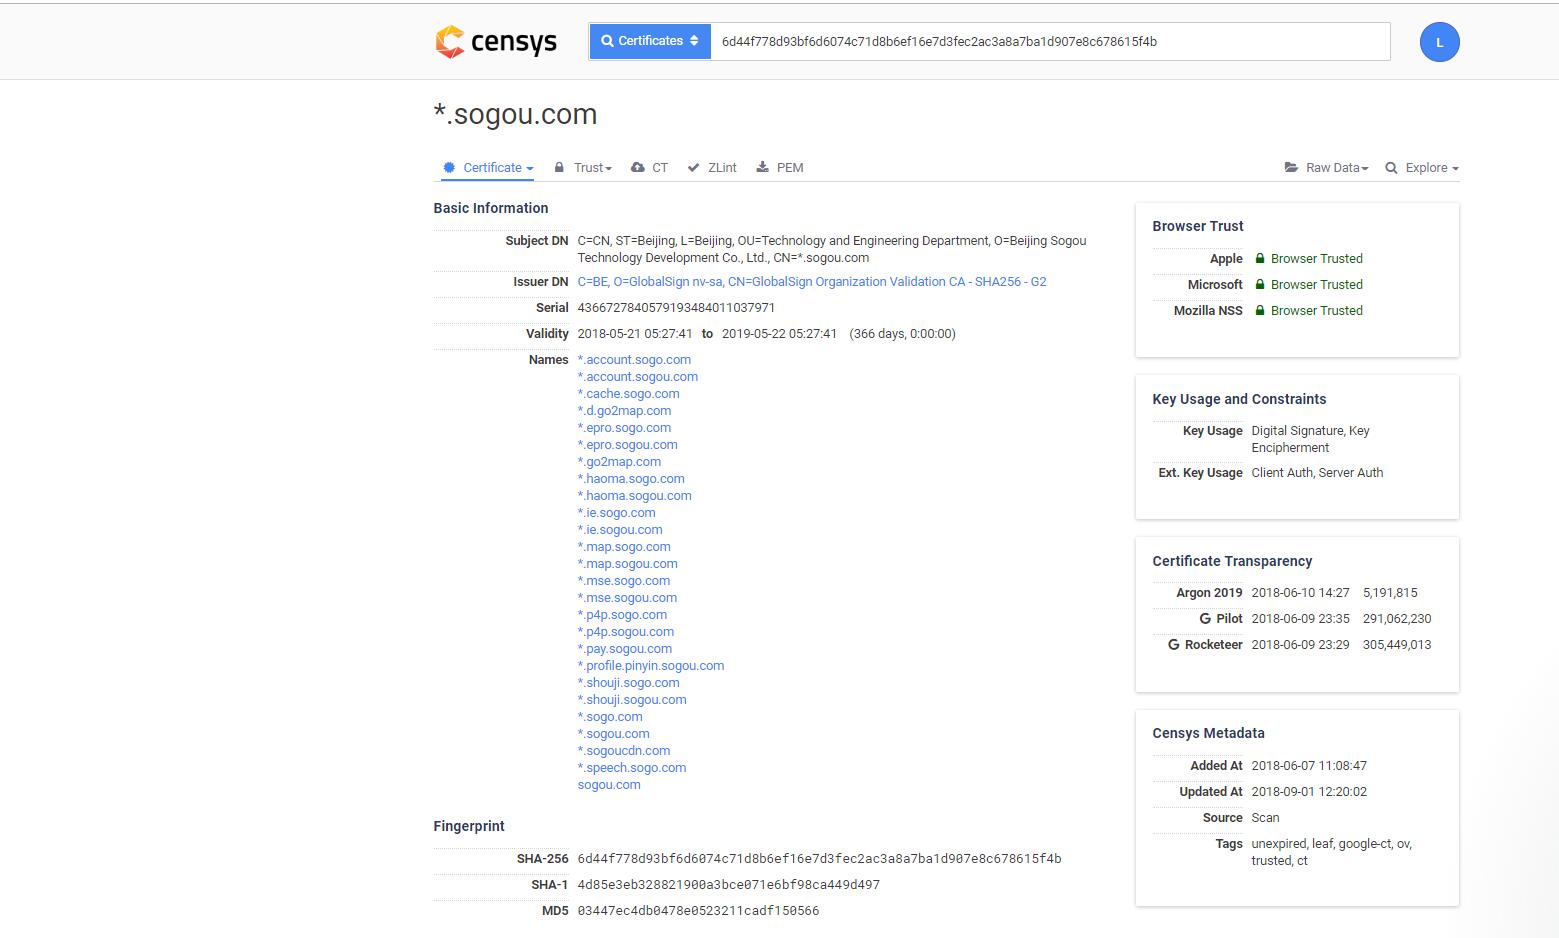 censys
Certificates
6d44f778d93bf6d6074c71d8b6ef16e7d3fec2ac3a8a7ba1d907e8c678615f4b
L
*.sogou.com
Certificate
Trust
CT
ZLint
PEM
Raw Data
Explore
Basic Information
Subject DN C=CN, ST=Beijing, L=Beijing, OU=Technology and Engineering Department, O=Beijing Sogou
Technology Development Co., Ltd., CN=*.sogou.com
Issuer DN C=BE, O=GlobalSign nv-sa, CN=GlobalSign Organization Validation CA - SHA256 - G2
Serial 43667278405791934840​11037971
Validity 2018-05-21 05:27:41 to 2019-05-22 05:27:41 (366 days, 0:00:00)
Names *.account.sogo.com
*.account.sogou.com
*.cache.sogo.com
*.d.go2map.com
*.epro.sogo.com
*.epro.sogou.com
*.go2map.com
*.haoma.sogo.com
*.haoma.sogou.com
*.ie.sogo.com
*.ie.sogou.com
*.map.sogo.com
*.map.sogou.com
*.mse.sogo.com
*.mse.sogou.com
*.p4p.sogo.com
*.p4p.sogou.com
*.pay.sogou.com
*.profile.pinyin.sogou.com
*.shouji.sogo.com
*.shouji.sogou.com
*.sogo.com
*.sogou.com
*.sogoucdn.com
*.speech.sogo.com
sogou.com
Fingerprint
SHA-256 6d44f778d93bf6d6074c71d8b6ef16e7d3fec2ac3a8a7ba1d907e8c678615f4b
SHA-1 4d85e3eb328821900a3bce071e6bf98ca449d497
MD5 03447ec4db0478e0523211cadf150566
Browser Trust
Apple Browser Trusted
Microsoft Browser Trusted
Mozilla NSS Browser Trusted
Key Usage and Constraints
Key Usage Digital Signature, Key
Encipherment
Ext. Key Usage Client Auth, Server Auth
Certificate Transparency
Argon 2019 2018-06-10 14:27 5,191,815
G Pilot 2018-06-09 23:35 291,062,230
G Rocketeer 2018-06-09 23:29 305,449,013
Censys Metadata
Added At 2018-06-07 11:08:47
Updated At 2018-09-01 12:20:02
Source Scan
Tags unexpired, leaf, google-ct, ov,
trusted, ct